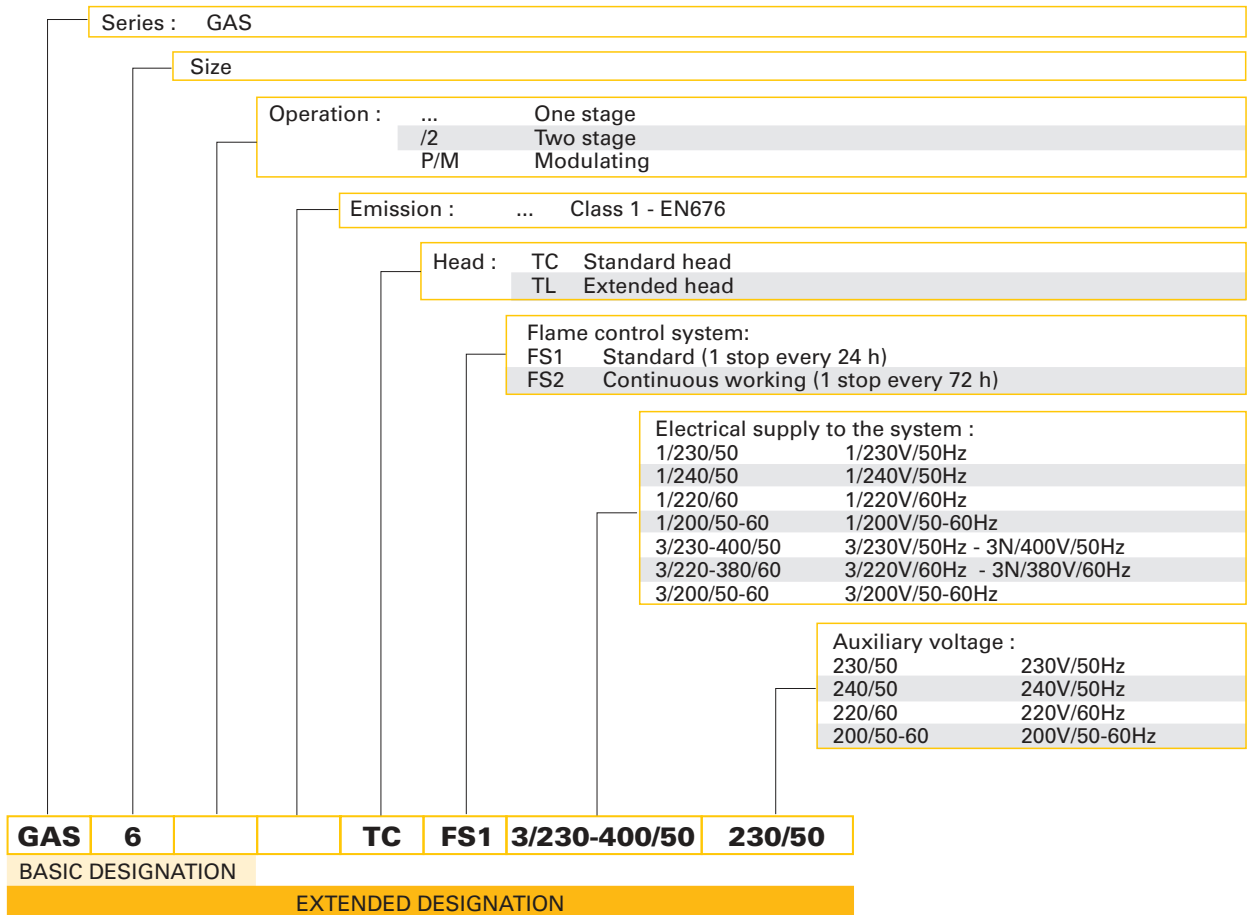 Series : GAS
Size
Operation : ... One stage
/2 Two stage
P/M Modulating
Emission : ... Class 1 - EN676
Head : TC Standard head
TL Extended head
Flame control system:
FS1 Standard (1 stop every 24 h)
FS2 Continuous working (1 stop every 72 h)
Electrical supply to the system :
1/230/50 1/230V/50Hz
1/240/50 1/240V/50Hz
1/220/60 1/220V/60Hz
1/200/50-60 1/200V/50-60Hz
3/230-400/50 3/230V/50Hz - 3N/400V/50Hz
3/220-380/60 3/220V/60Hz - 3N/380V/60Hz
3/200/50-60 3/200V/50-60Hz
Auxiliary voltage :
230/50 230V/50Hz
240/50 240V/50Hz
220/60 220V/60Hz
200/50-60 200V/50-60Hz
GAS 6 TC FS1 3/230-400/50 230/50
BASIC DESIGNATION
EXTENDED DESIGNATION